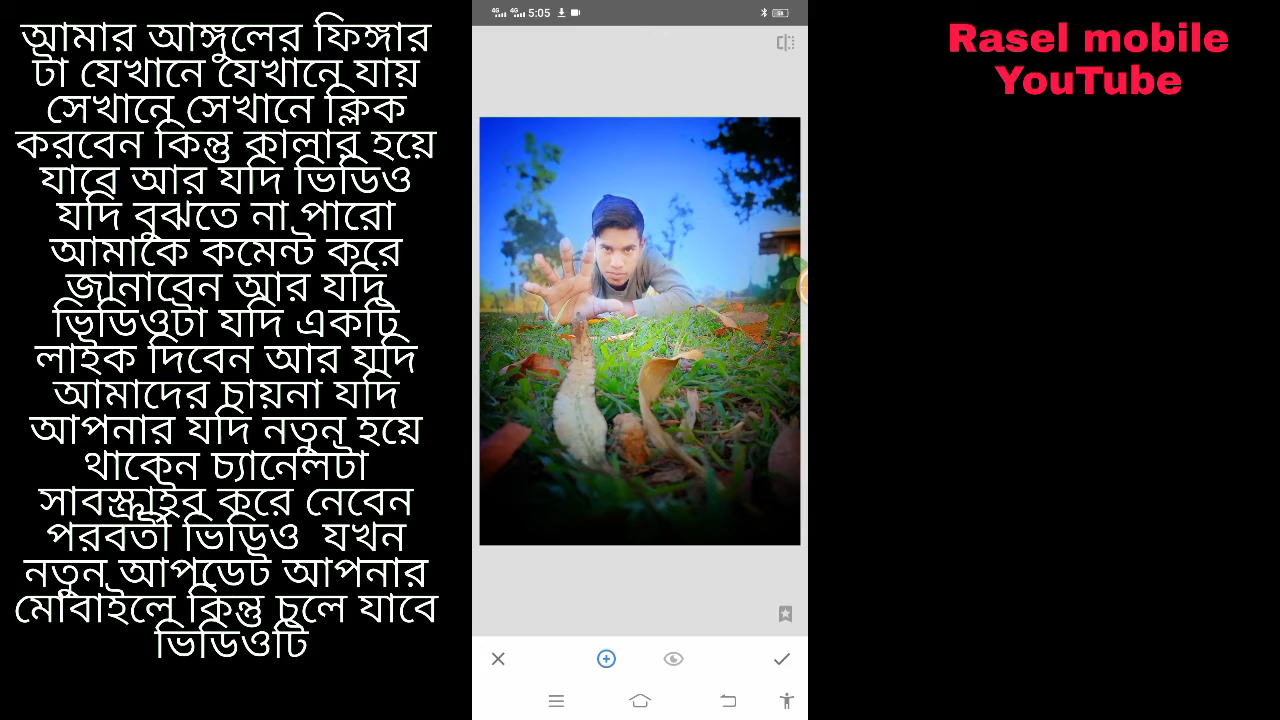 আমার আঙ্গুলের ফিঙ্গার
টা যেখানে যেখানে যায়
সেখানে সেখানে ক্লিক
করবেন কিন্তু কালার হয়ে
যাবে আর যদি ভিডিও
যদি বুঝতে না পারো
আমাকে কমেন্ট করে
জানাবেন আর যদি
ভিডিওটা যদি একটি
লাইক দিবেন আর যদি
আমাদের চায়না যদি
আপনার যদি নতুন হয়ে
থাকেন চ্যানেলটা
সাবস্ক্রাইব করে নেবেন
পরবর্তী ভিডিও যখন
নতুন আপডেট আপনার
মোবাইলে কিন্তু চলে যাবে
ভিডিওটি
4G 4G 5:05
Rasel mobile
YouTube